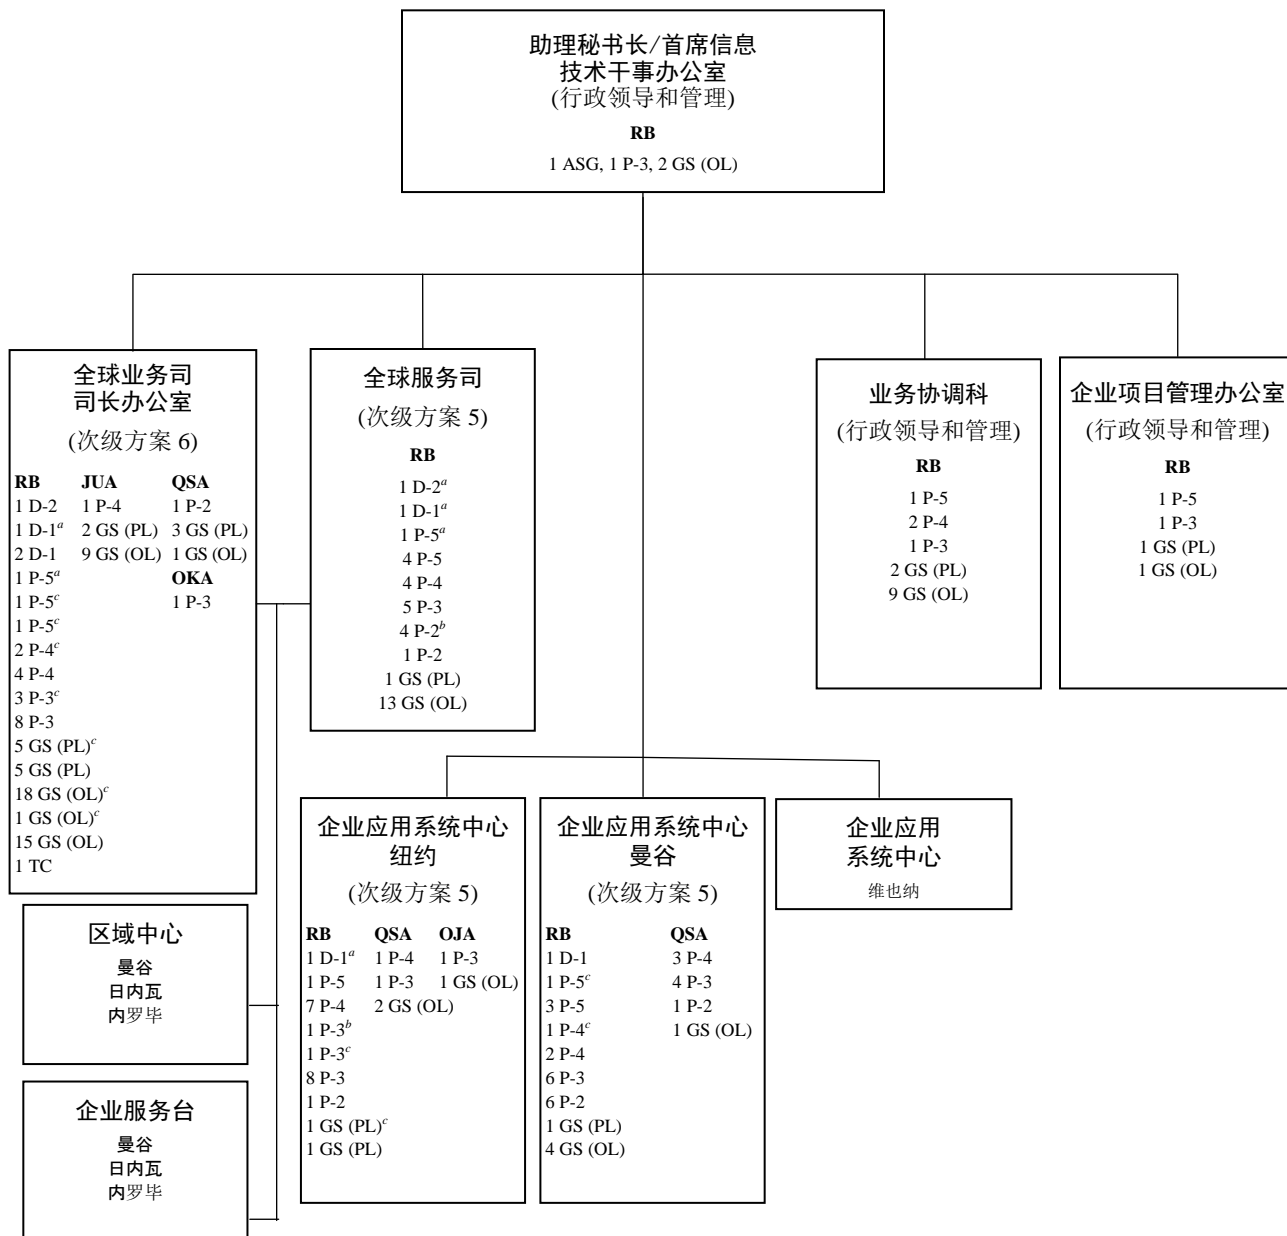 助理秘书长/首席信息
技术干事办公室
(行政领导和管理)
RB
1 ASG, 1 P-3, 2 GS (OL)
全球业务司
司长办公室
(次级方案 6)
RB JUA QSA
1 D-2 1 P-4 1 P-2
1 D-1ᵃ 2 GS (PL) 3 GS (PL)
2 D-1 9 GS (OL) 1 GS (OL)
1 P-5ᵃ OKA
1 P-5ᶜ 1 P-3
1 P-5ᶜ
2 P-4ᶜ
4 P-4
3 P-3ᶜ
8 P-3
5 GS (PL)ᶜ
5 GS (PL)
18 GS (OL)ᶜ
1 GS (OL)ᶜ
15 GS (OL)
1 TC
全球服务司
(次级方案 5)
RB
1 D-2ᵃ
1 D-1ᵃ
1 P-5ᵃ
4 P-5
4 P-4
5 P-3
4 P-2ᵇ
1 P-2
1 GS (PL)
13 GS (OL)
业务协调科
(行政领导和管理)
RB
1 P-5
2 P-4
1 P-3
2 GS (PL)
9 GS (OL)
企业项目管理办公室
(行政领导和管理)
RB
1 P-5
1 P-3
1 GS (PL)
1 GS (OL)
区域中心
曼谷
日内瓦
内罗毕
企业服务台
曼谷
日内瓦
内罗毕
企业应用系统中心
纽约
(次级方案 5)
RB QSA OJA
1 D-1ᵃ 1 P-4 1 P-3
1 P-5 1 P-3 1 GS (OL)
7 P-4 2 GS (OL)
1 P-3ᵇ
1 P-3ᶜ
8 P-3
1 P-2
1 GS (PL)ᶜ
1 GS (PL)
企业应用系统中心
曼谷
(次级方案 5)
RB QSA
1 D-1 3 P-4
1 P-5ᶜ 4 P-3
3 P-5 1 P-2
1 P-4ᶜ 1 GS (OL)
2 P-4
6 P-3
6 P-2
1 GS (PL)
4 GS (OL)
企业应用
系统中心
维也纳